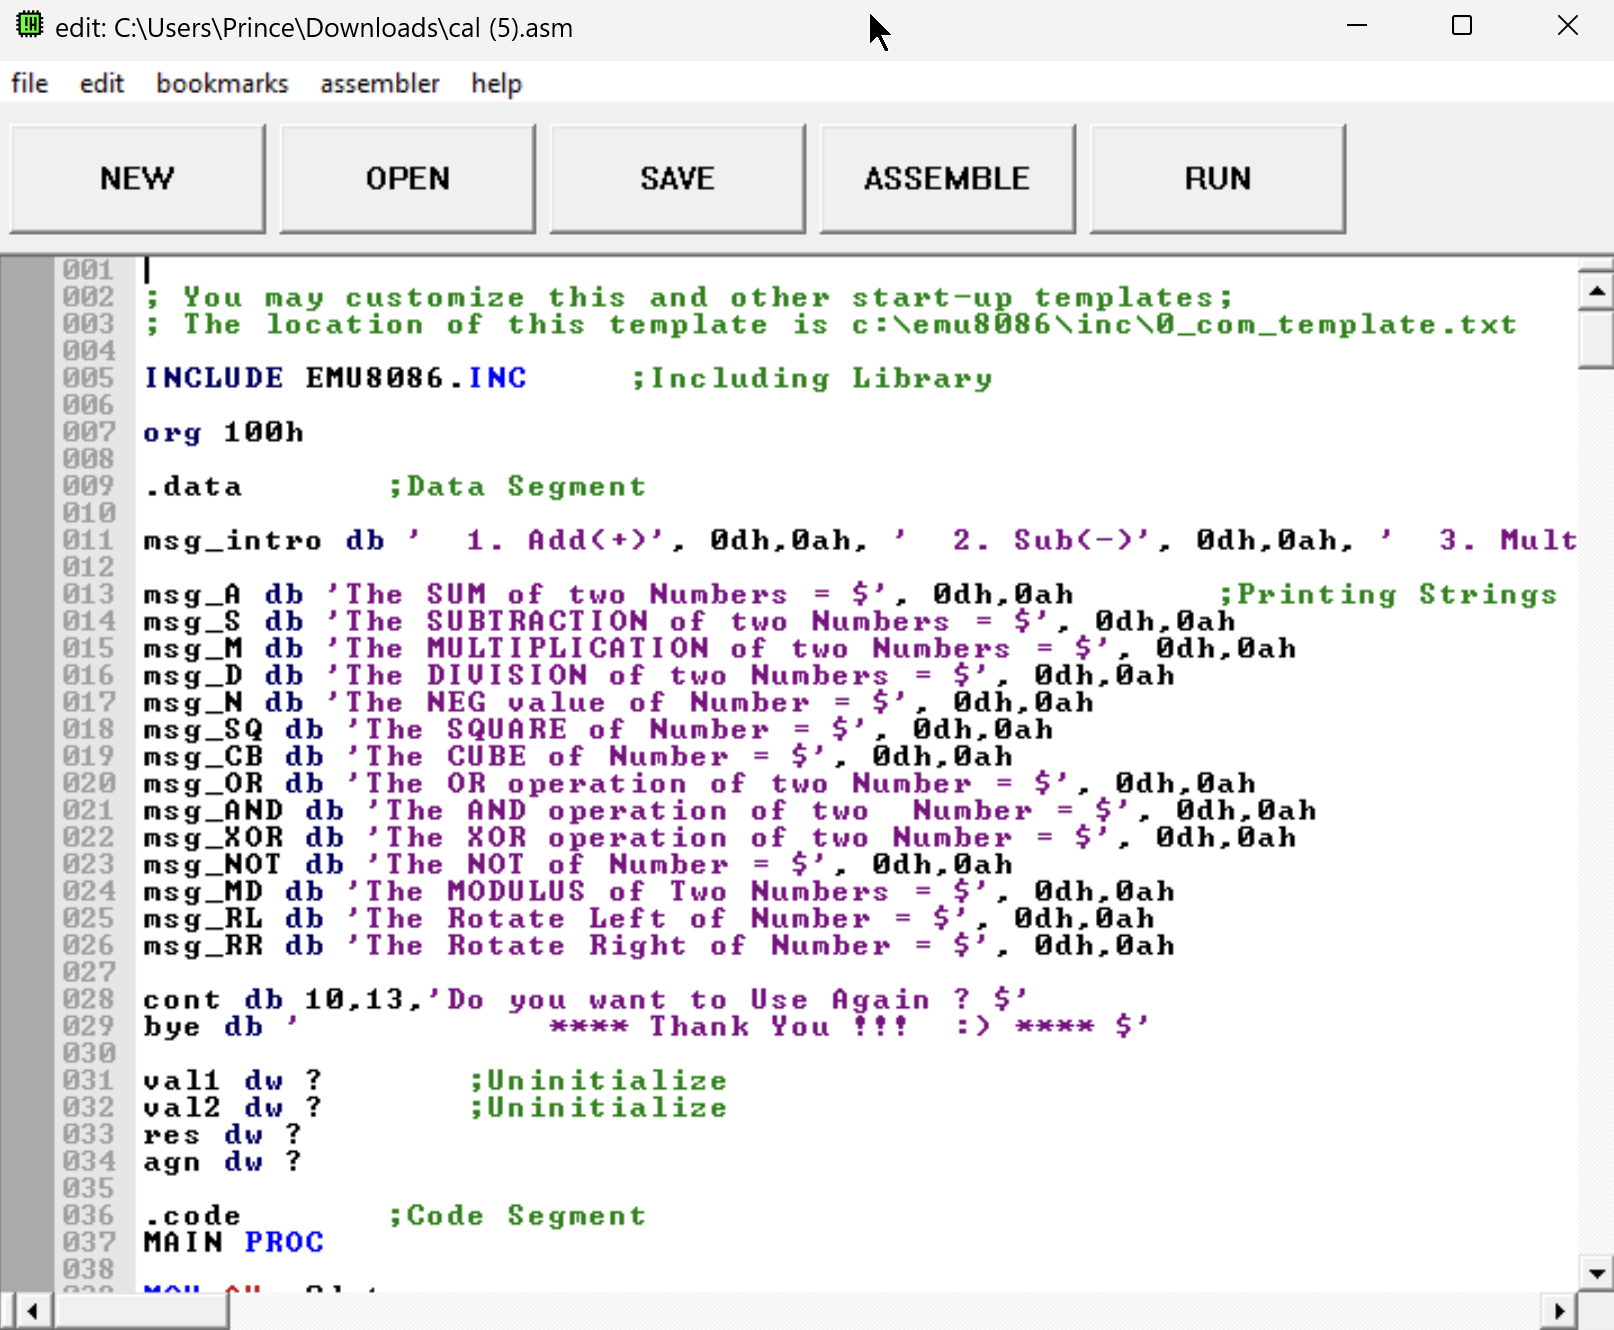 edit: C:\Users\Prince\Downloads\cal (5).asm
file edit bookmarks assembler help
NEW OPEN SAVE ASSEMBLE RUN
001
002 ; You may customize this and other start-up templates;
003 ; The location of this template is c:\emu8086\inc\0_com_template.txt
004
005 INCLUDE EMU8086.INC ;Including Library
006
007 org 100h
008
009 .data ;Data Segment
010
011 msg_intro db '  1. Add(+)', 0dh,0ah, '  2. Sub(-)', 0dh,0ah, '  3. Mult
012
013 msg_A db 'The SUM of two Numbers = $', 0dh,0ah ;Printing Strings
014 msg_S db 'The SUBTRACTION of two Numbers = $', 0dh,0ah
015 msg_M db 'The MULTIPLICATION of two Numbers = $', 0dh,0ah
016 msg_D db 'The DIVISION of two Numbers = $', 0dh,0ah
017 msg_N db 'The NEG value of Number = $', 0dh,0ah
018 msg_SQ db 'The SQUARE of Number = $', 0dh,0ah
019 msg_CB db 'The CUBE of Number = $', 0dh,0ah
020 msg_OR db 'The OR operation of two Number = $', 0dh,0ah
021 msg_AND db 'The AND operation of two  Number = $', 0dh,0ah
022 msg_XOR db 'The XOR operation of two Number = $', 0dh,0ah
023 msg_NOT db 'The NOT of Number = $', 0dh,0ah
024 msg_MD db 'The MODULUS of Two Numbers = $', 0dh,0ah
025 msg_RL db 'The Rotate Left of Number = $', 0dh,0ah
026 msg_RR db 'The Rotate Right of Number = $', 0dh,0ah
027
028 cont db 10,13,'Do you want to Use Again ? $'
029 bye db '            **** Thank You !!!  :) **** $'
030
031 val1 dw ? ;Uninitialize
032 val2 dw ? ;Uninitialize
033 res dw ?
034 agn dw ?
035
036 .code ;Code Segment
037 MAIN PROC
038